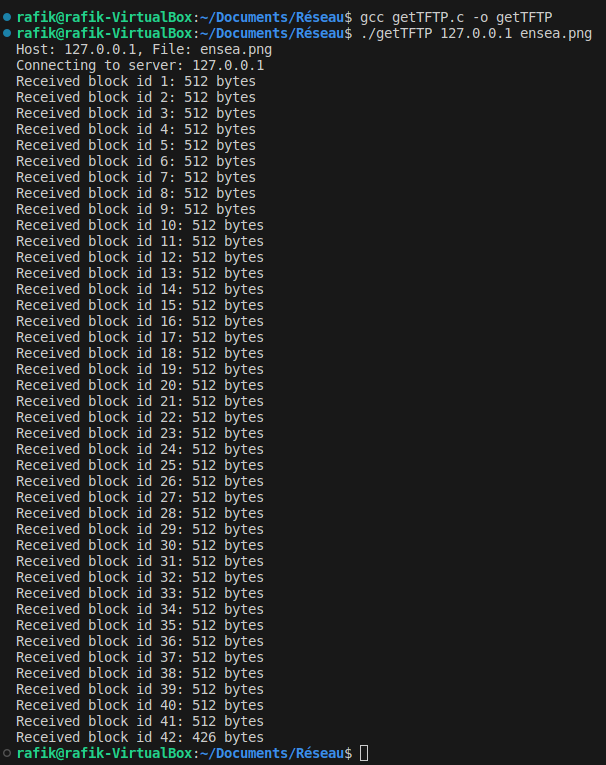 rafik@rafik-VirtualBox:~/Documents/Réseau$ gcc getTFTP.c -o getTFTP
rafik@rafik-VirtualBox:~/Documents/Réseau$ ./getTFTP 127.0.0.1 ensea.png
Host: 127.0.0.1, File: ensea.png
Connecting to server: 127.0.0.1
Received block id 1: 512 bytes
Received block id 2: 512 bytes
Received block id 3: 512 bytes
Received block id 4: 512 bytes
Received block id 5: 512 bytes
Received block id 6: 512 bytes
Received block id 7: 512 bytes
Received block id 8: 512 bytes
Received block id 9: 512 bytes
Received block id 10: 512 bytes
Received block id 11: 512 bytes
Received block id 12: 512 bytes
Received block id 13: 512 bytes
Received block id 14: 512 bytes
Received block id 15: 512 bytes
Received block id 16: 512 bytes
Received block id 17: 512 bytes
Received block id 18: 512 bytes
Received block id 19: 512 bytes
Received block id 20: 512 bytes
Received block id 21: 512 bytes
Received block id 22: 512 bytes
Received block id 23: 512 bytes
Received block id 24: 512 bytes
Received block id 25: 512 bytes
Received block id 26: 512 bytes
Received block id 27: 512 bytes
Received block id 28: 512 bytes
Received block id 29: 512 bytes
Received block id 30: 512 bytes
Received block id 31: 512 bytes
Received block id 32: 512 bytes
Received block id 33: 512 bytes
Received block id 34: 512 bytes
Received block id 35: 512 bytes
Received block id 36: 512 bytes
Received block id 37: 512 bytes
Received block id 38: 512 bytes
Received block id 39: 512 bytes
Received block id 40: 512 bytes
Received block id 41: 512 bytes
Received block id 42: 426 bytes
rafik@rafik-VirtualBox:~/Documents/Réseau$